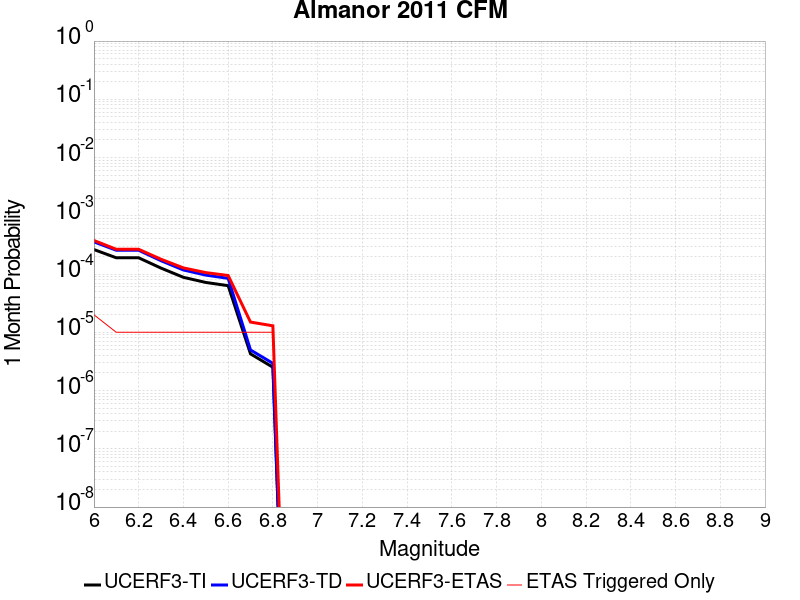 Almanor 2011 CFM
10^0
10^-1
10^-2
10^-3
10^-4
10^-5
10^-6
10^-7
10^-8
1 Month Probability
6 6.2 6.4 6.6 6.8 7 7.2 7.4 7.6 7.8 8 8.2 8.4 8.6 8.8 9
Magnitude
UCERF3-TI UCERF3-TD UCERF3-ETAS ETAS Triggered Only